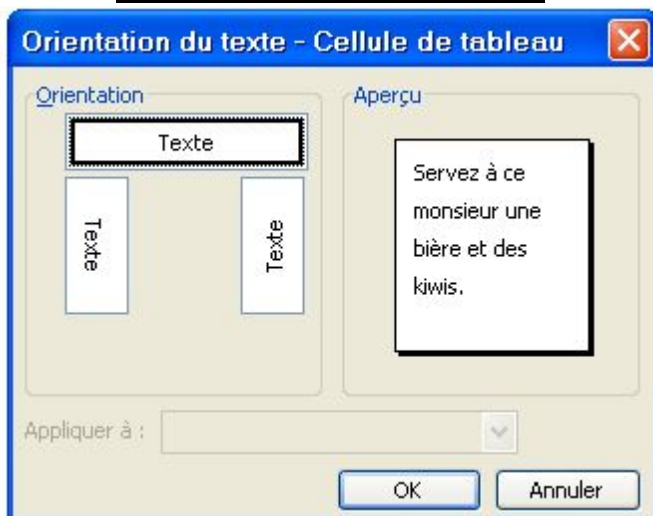 Orientation du texte - Cellule de tableau
Orientation
Aperçu
Texte
Texte
Texte
Servez à ce
monsieur une
bière et des
kiwis.
Appliquer à :
OK
Annuler